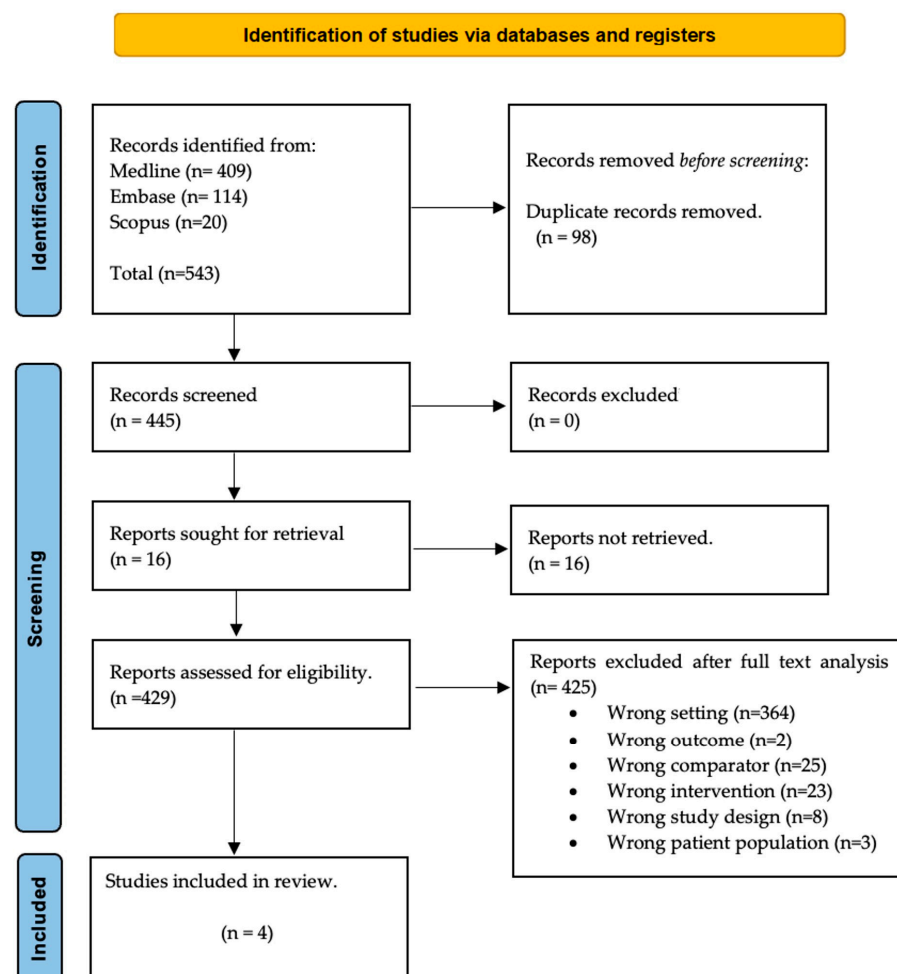 Identification of studies via databases and registers
Identification
Records identified from:
Medline (n= 409)
Embase (n= 114)
Scopus (n=20)
Total (n=543)
Records removed before screening:
Duplicate records removed.
(n = 98)
Screening
Records screened
(n = 445)
Records excluded
(n = 0)
Reports sought for retrieval
(n = 16)
Reports not retrieved.
(n = 16)
Reports assessed for eligibility.
(n =429)
Reports excluded after full text analysis
(n= 425)
• Wrong setting (n=364)
• Wrong outcome (n=2)
• Wrong comparator (n=25)
• Wrong intervention (n=23)
• Wrong study design (n=8)
• Wrong patient population (n=3)
Included
Studies included in review.
(n = 4)